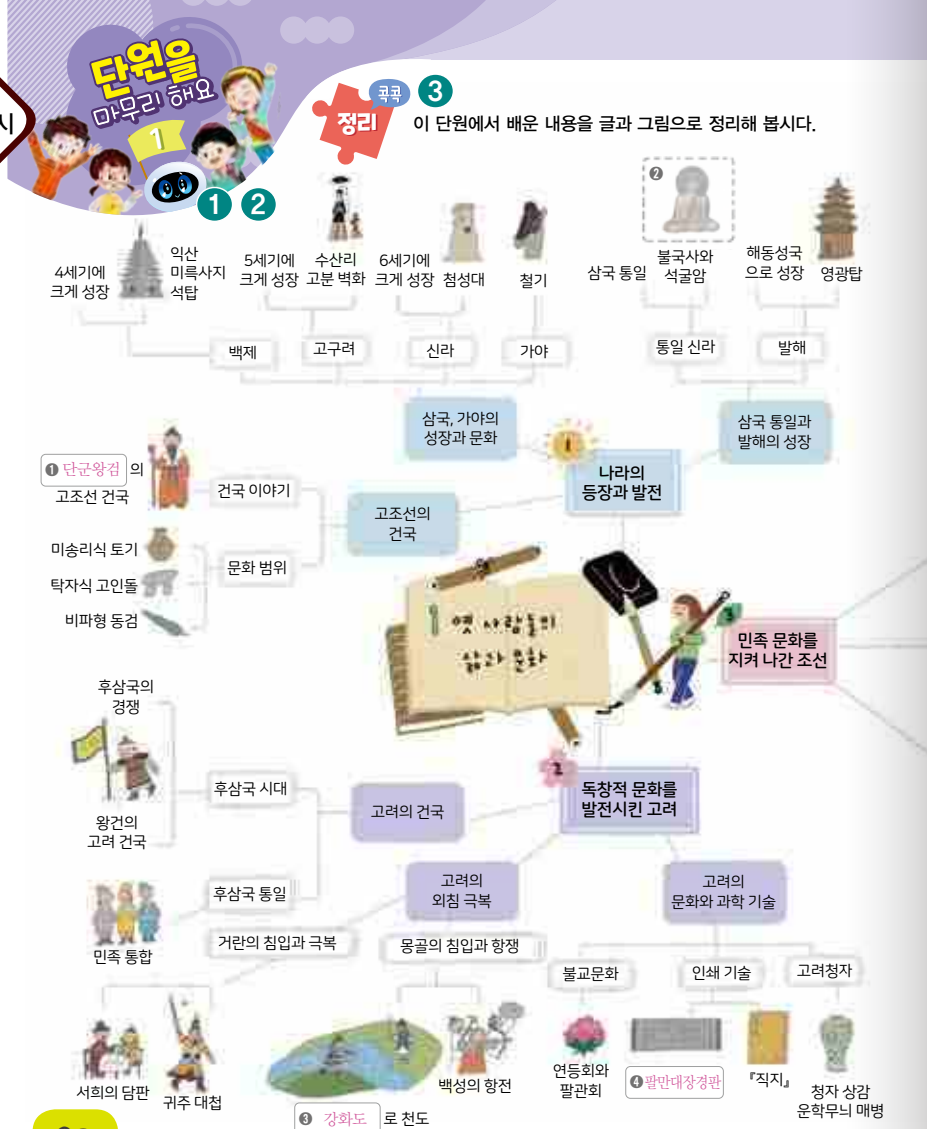 시
단원을
마무리 해요
1
콕콕
정리
3
이 단원에서 배운 내용을 글과 그림으로 정리해 봅시다.
1 2
4세기에
크게 성장
익산
미륵사지
석탑
5세기에
크게 성장
수산리
고분 벽화
6세기에
크게 성장
첨성대
철기
삼국 통일
❷
불국사와
석굴암
해동성국
으로 성장
영광탑
백제
고구려
신라
가야
통일 신라
발해
삼국, 가야의
성장과 문화
삼국 통일과
발해의 성장
1
나라의
등장과 발전
❶ 단군왕검 의
고조선 건국
건국 이야기
고조선의
건국
미송리식 토기
탁자식 고인돌
비파형 동검
문화 범위
옛 사람들의
삶과 문화
3
민족 문화를
지켜 나간 조선
후삼국의
경쟁
왕건의
고려 건국
후삼국 시대
고려의 건국
2
독창적 문화를
발전시킨 고려
후삼국 통일
민족 통합
고려의
외침 극복
고려의
문화와 과학 기술
거란의 침입과 극복
몽골의 침입과 항쟁
불교문화
인쇄 기술
고려청자
서희의 담판
귀주 대첩
❸ 강화도 로 천도
백성의 항전
연등회와
팔관회
❹ 팔만대장경판
『직지』
청자 상감
운학무늬 매병